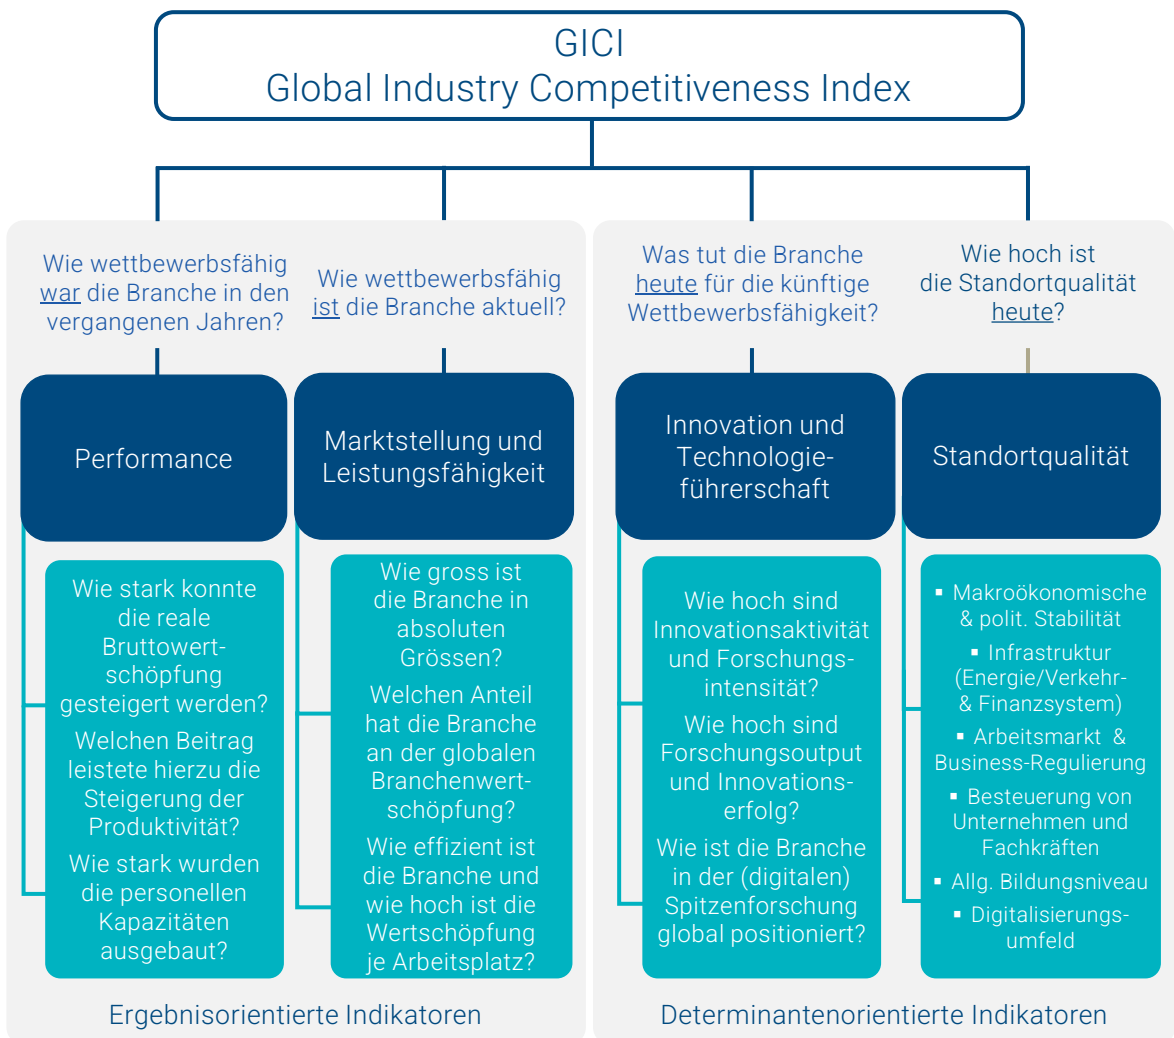 GICI
Global Industry Competitiveness Index
Wie wettbewerbsfähig
war die Branche in den
vergangenen Jahren?
Wie wettbewerbsfähig
ist die Branche aktuell?
Was tut die Branche
heute für die künftige
Wettbewerbsfähigkeit?
Wie hoch ist
die Standortqualität
heute?
Performance
Marktstellung und
Leistungsfähigkeit
Innovation und
Technologie-
führerschaft
Standortqualität
Wie stark konnte
die reale
Bruttowert-
schöpfung
gesteigert werden?
Welchen Beitrag
leistete hierzu die
Steigerung der
Produktivität?
Wie stark wurden
die personellen
Kapazitäten
ausgebaut?
Wie gross ist
die Branche in
absoluten
Grössen?
Welchen Anteil
hat die Branche
an der globalen
Branchenwert-
schöpfung?
Wie effizient ist
die Branche und
wie hoch ist die
Wertschöpfung
je Arbeitsplatz?
Wie hoch sind
Innovationsaktivität
und Forschungs-
intensität?
Wie hoch sind
Forschungsoutput
und Innovations-
erfolg?
Wie ist die Branche
in der (digitalen)
Spitzenforschung
global positioniert?
▪ Makroökonomische
& polit. Stabilität
▪ Infrastruktur
(Energie/Verkehr-
& Finanzsystem)
▪ Arbeitsmarkt &
Business-Regulierung
▪ Besteuerung von
Unternehmen und
Fachkräften
▪ Allg. Bildungsniveau
▪ Digitalisierungs-
umfeld
Ergebnisorientierte Indikatoren
Determinantenorientierte Indikatoren